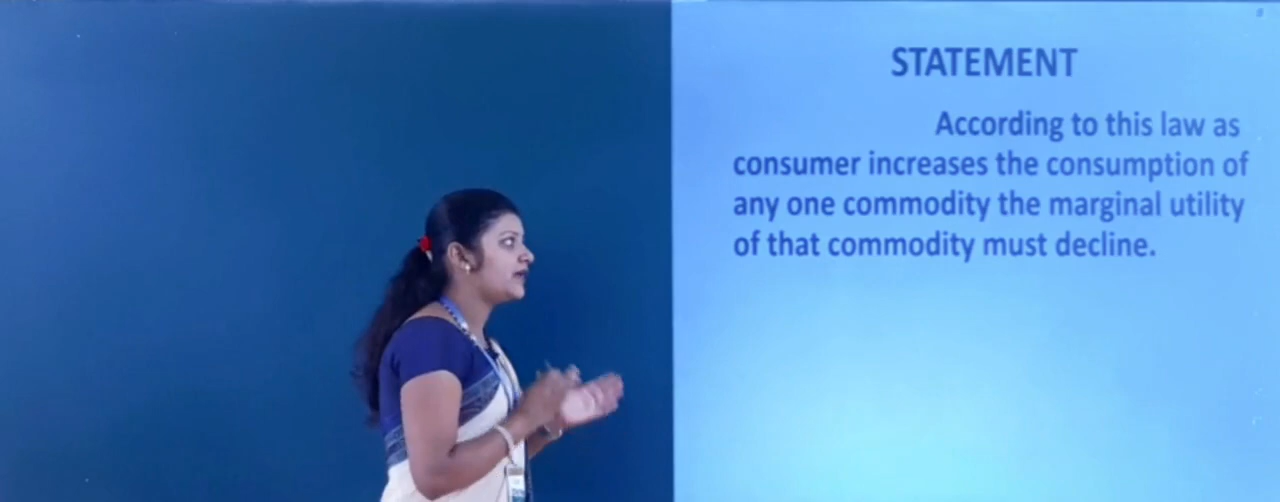 STATEMENT
According to this law as
consumer increases the consumption of
any one commodity the marginal utility
of that commodity must decline.